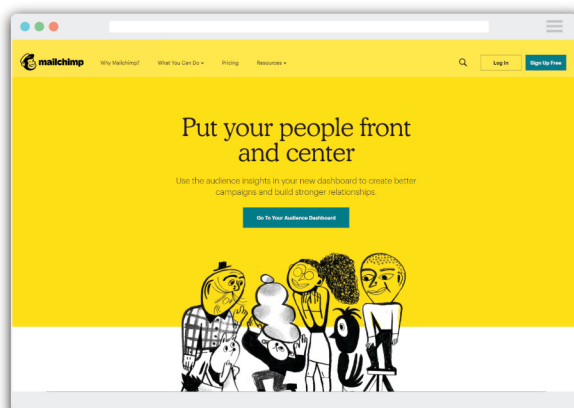 mailchimp
Why Mailchimp?
What You Can Do
Pricing
Resources
Log In
Sign Up Free
Put your people front
and center
Use the audience insights in your new dashboard to create better
campaigns and build stronger relationships.
Go To Your Audience Dashboard